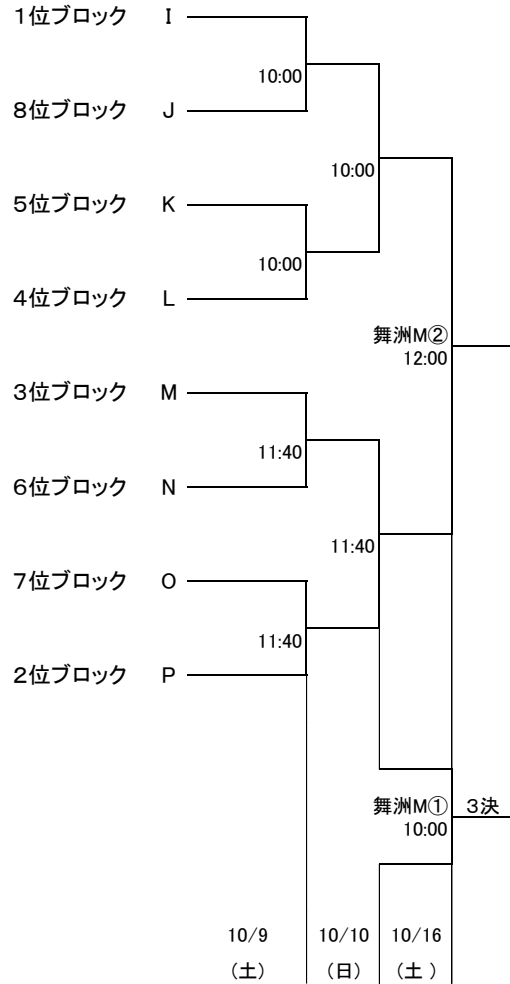 １位ブロック Ｉ
10:00
８位ブロック Ｊ
10:00
５位ブロック Ｋ
10:00
４位ブロック Ｌ
舞洲M②
12:00
３位ブロック Ｍ
11:40
６位ブロック Ｎ
11:40
７位ブロック Ｏ
11:40
２位ブロック Ｐ
舞洲M① ３決
10:00
10/9 10/10 10/16
（土） （日） （土 ）